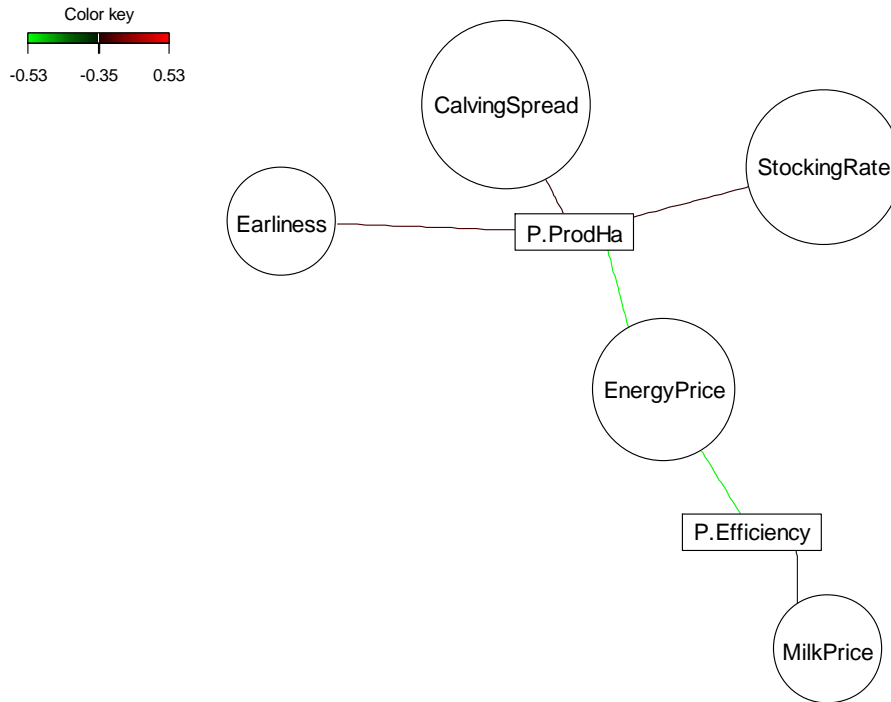 Color key
-0.53 -0.35 0.53
CalvingSpread
StockingRate
Earliness
P.ProdHa
EnergyPrice
P.Efficiency
MilkPrice